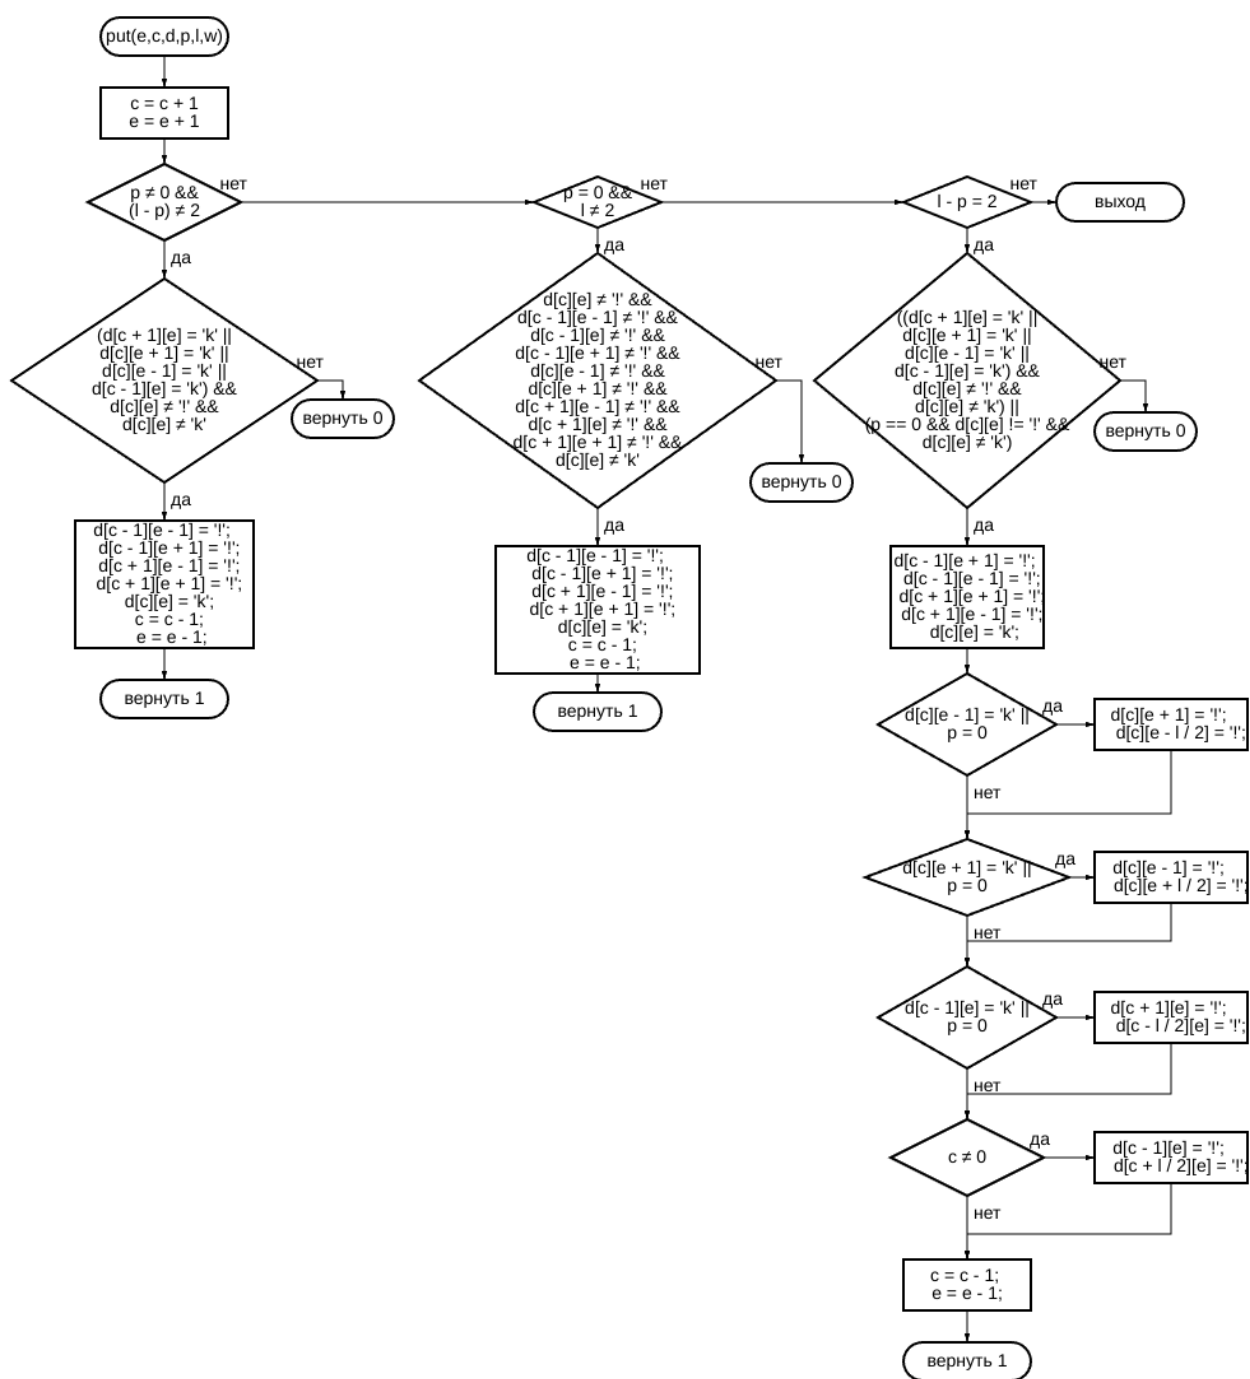 put(e,c,d,p,l,w)
c = c + 1
e = e + 1
p ≠ 0 &&
(l - p) ≠ 2
нет
да
p = 0 &&
l ≠ 2
нет
да
l - p = 2
нет
да
выход
(d[c + 1][e] = 'k' ||
d[c][e + 1] = 'k' ||
d[c][e - 1] = 'k' ||
d[c - 1][e] = 'k') &&
d[c][e] ≠ '!' &&
d[c][e] ≠ 'k'
нет
вернуть 0
да
d[c - 1][e - 1] = '!';
d[c - 1][e + 1] = '!';
d[c + 1][e - 1] = '!';
d[c + 1][e + 1] = '!';
d[c][e] = 'k';
c = c - 1;
e = e - 1;
вернуть 1
d[c][e] ≠ '!' &&
d[c - 1][e - 1] ≠ '!' &&
d[c - 1][e] ≠ '!' &&
d[c - 1][e + 1] ≠ '!' &&
d[c][e - 1] ≠ '!' &&
d[c][e + 1] ≠ '!' &&
d[c + 1][e - 1] ≠ '!' &&
d[c + 1][e] ≠ '!' &&
d[c + 1][e + 1] ≠ '!' &&
d[c][e] ≠ 'k'
нет
вернуть 0
да
d[c - 1][e - 1] = '!';
d[c - 1][e + 1] = '!';
d[c + 1][e - 1] = '!';
d[c + 1][e + 1] = '!';
d[c][e] = 'k';
c = c - 1;
e = e - 1;
вернуть 1
((d[c + 1][e] = 'k' ||
d[c][e + 1] = 'k' ||
d[c][e - 1] = 'k' ||
d[c - 1][e] = 'k') &&
d[c][e] ≠ '!' &&
d[c][e] ≠ 'k') ||
(p == 0 && d[c][e] != '!' &&
d[c][e] ≠ 'k')
нет
вернуть 0
да
d[c - 1][e + 1] = '!';
d[c - 1][e - 1] = '!';
d[c + 1][e + 1] = '!';
d[c + 1][e - 1] = '!';
d[c][e] = 'k';
d[c][e - 1] = 'k' ||
p = 0
да
d[c][e + 1] = '!';
d[c][e - l / 2] = '!';
нет
d[c][e + 1] = 'k' ||
p = 0
да
d[c][e - 1] = '!';
d[c][e + l / 2] = '!';
нет
d[c - 1][e] = 'k' ||
p = 0
да
d[c + 1][e] = '!';
d[c - l / 2][e] = '!';
нет
c ≠ 0
да
d[c - 1][e] = '!';
d[c + l / 2][e] = '!';
нет
c = c - 1;
e = e - 1;
вернуть 1